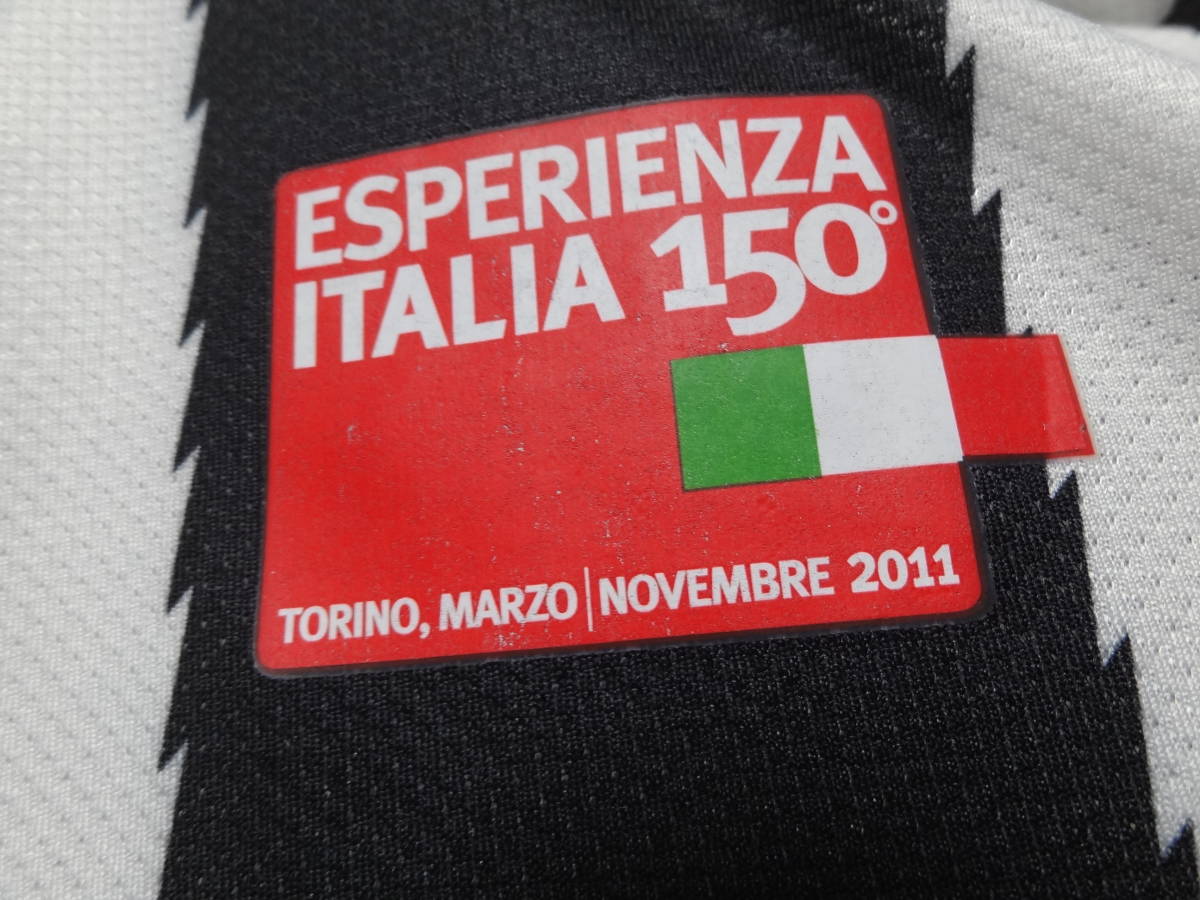 ESPERIENZA
ITALIA 150°
TORINO, MARZO | NOVEMBRE 2011